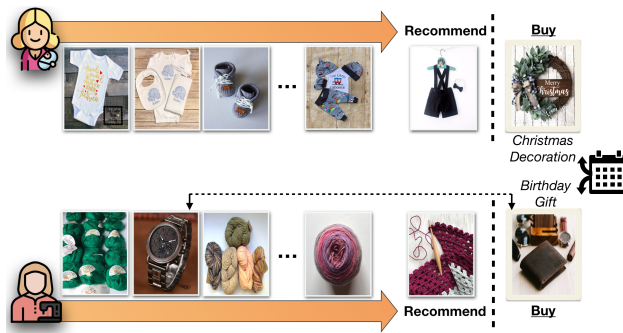 Recommend
Buy
Merry
Christmas
Christmas
Decoration
Birthday
Gift
Recommend
Buy